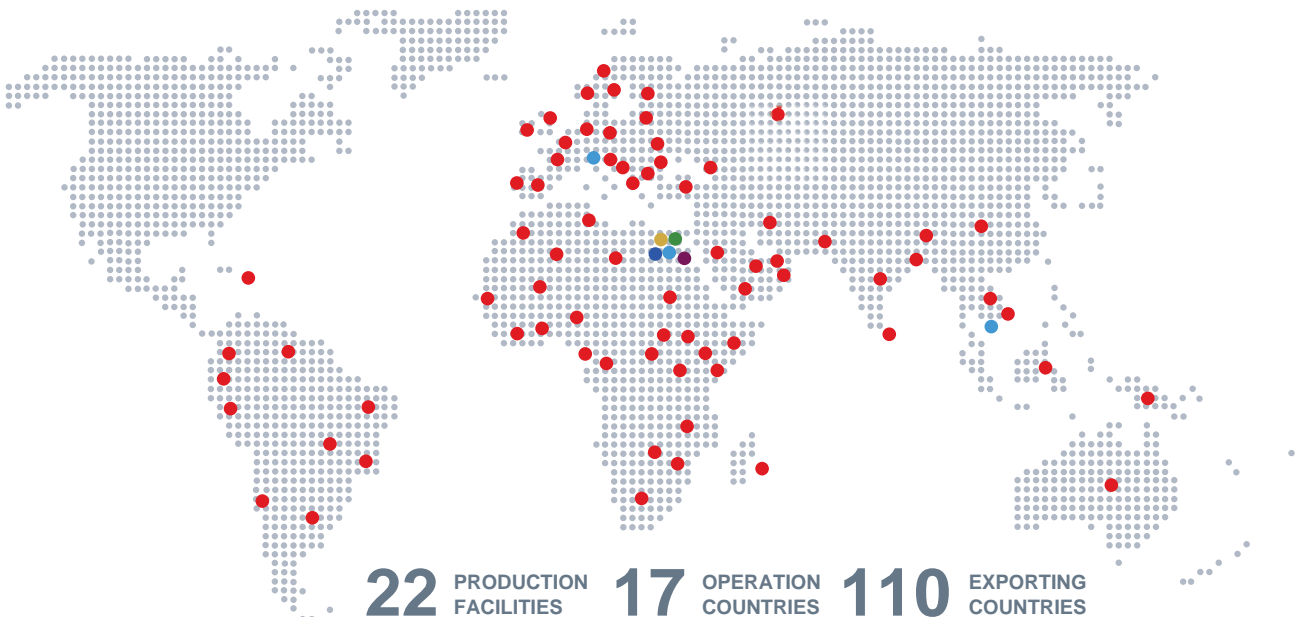 22 PRODUCTION FACILITIES
17 OPERATION COUNTRIES
110 EXPORTING COUNTRIES